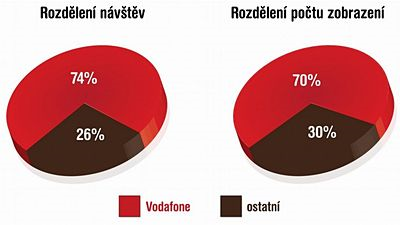 Rozdělení návštěv
Rozdělení počtu zobrazení
74%
26%
70%
30%
Vodafone
ostatní